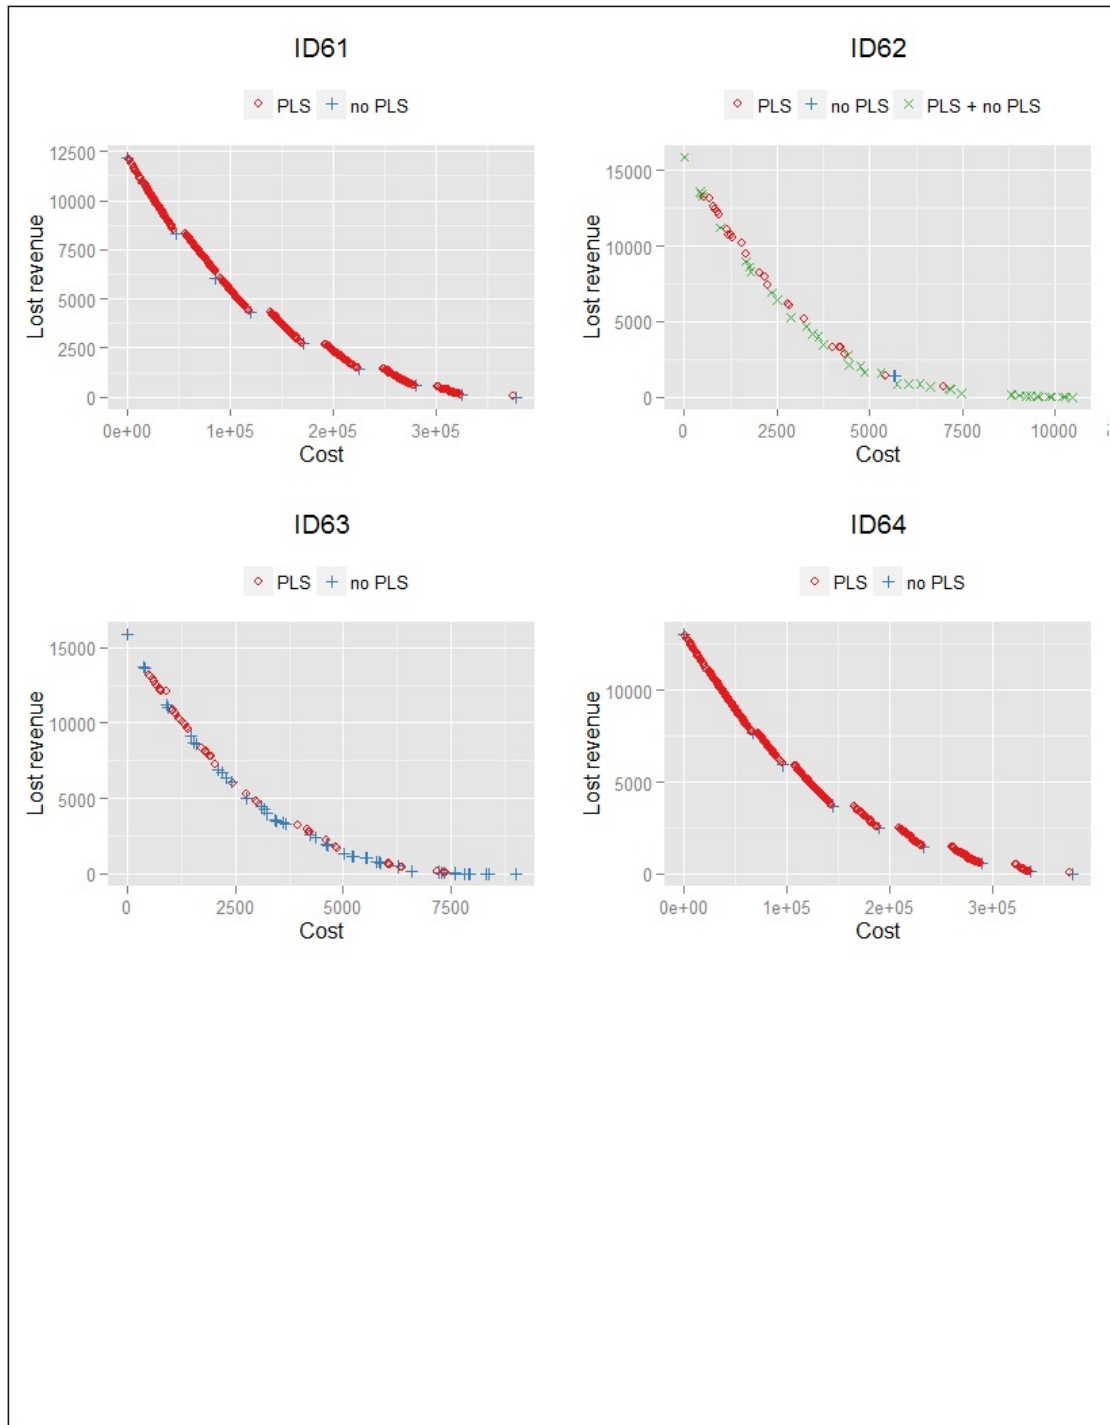 ID61
PLS no PLS
12500
10000
7500
5000
2500
0
Lost revenue
0e+00 1e+05 2e+05 3e+05
Cost
ID62
PLS no PLS PLS + no PLS
15000
10000
5000
0
Lost revenue
0 2500 5000 7500 10000
Cost
ID63
PLS no PLS
15000
10000
5000
0
Lost revenue
0 2500 5000 7500
Cost
ID64
PLS no PLS
10000
5000
0
Lost revenue
0e+00 1e+05 2e+05 3e+05
Cost